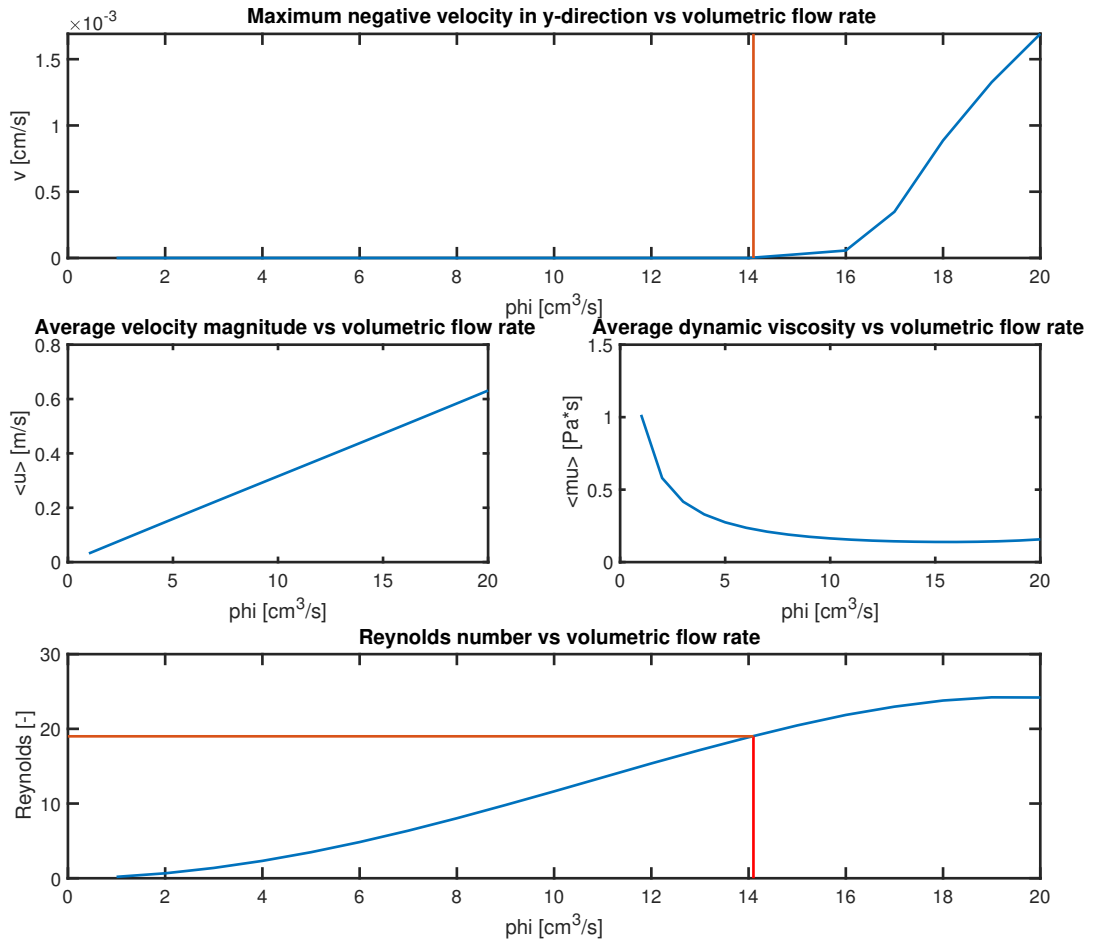 Maximum negative velocity in y-direction vs volumetric flow rate
×10⁻³
1.5
1
0.5
0
v [cm/s]
0 2 4 6 8 10 12 14 16 18 20
phi [cm³/s]
Average velocity magnitude vs volumetric flow rate
0.8
0.6
0.4
0.2
0
<u> [m/s]
0 5 10 15 20
phi [cm³/s]
Average dynamic viscosity vs volumetric flow rate
1.5
1
0.5
0
<mu> [Pa*s]
0 5 10 15 20
phi [cm³/s]
Reynolds number vs volumetric flow rate
30
20
10
0
Reynolds [-]
0 2 4 6 8 10 12 14 16 18 20
phi [cm³/s]